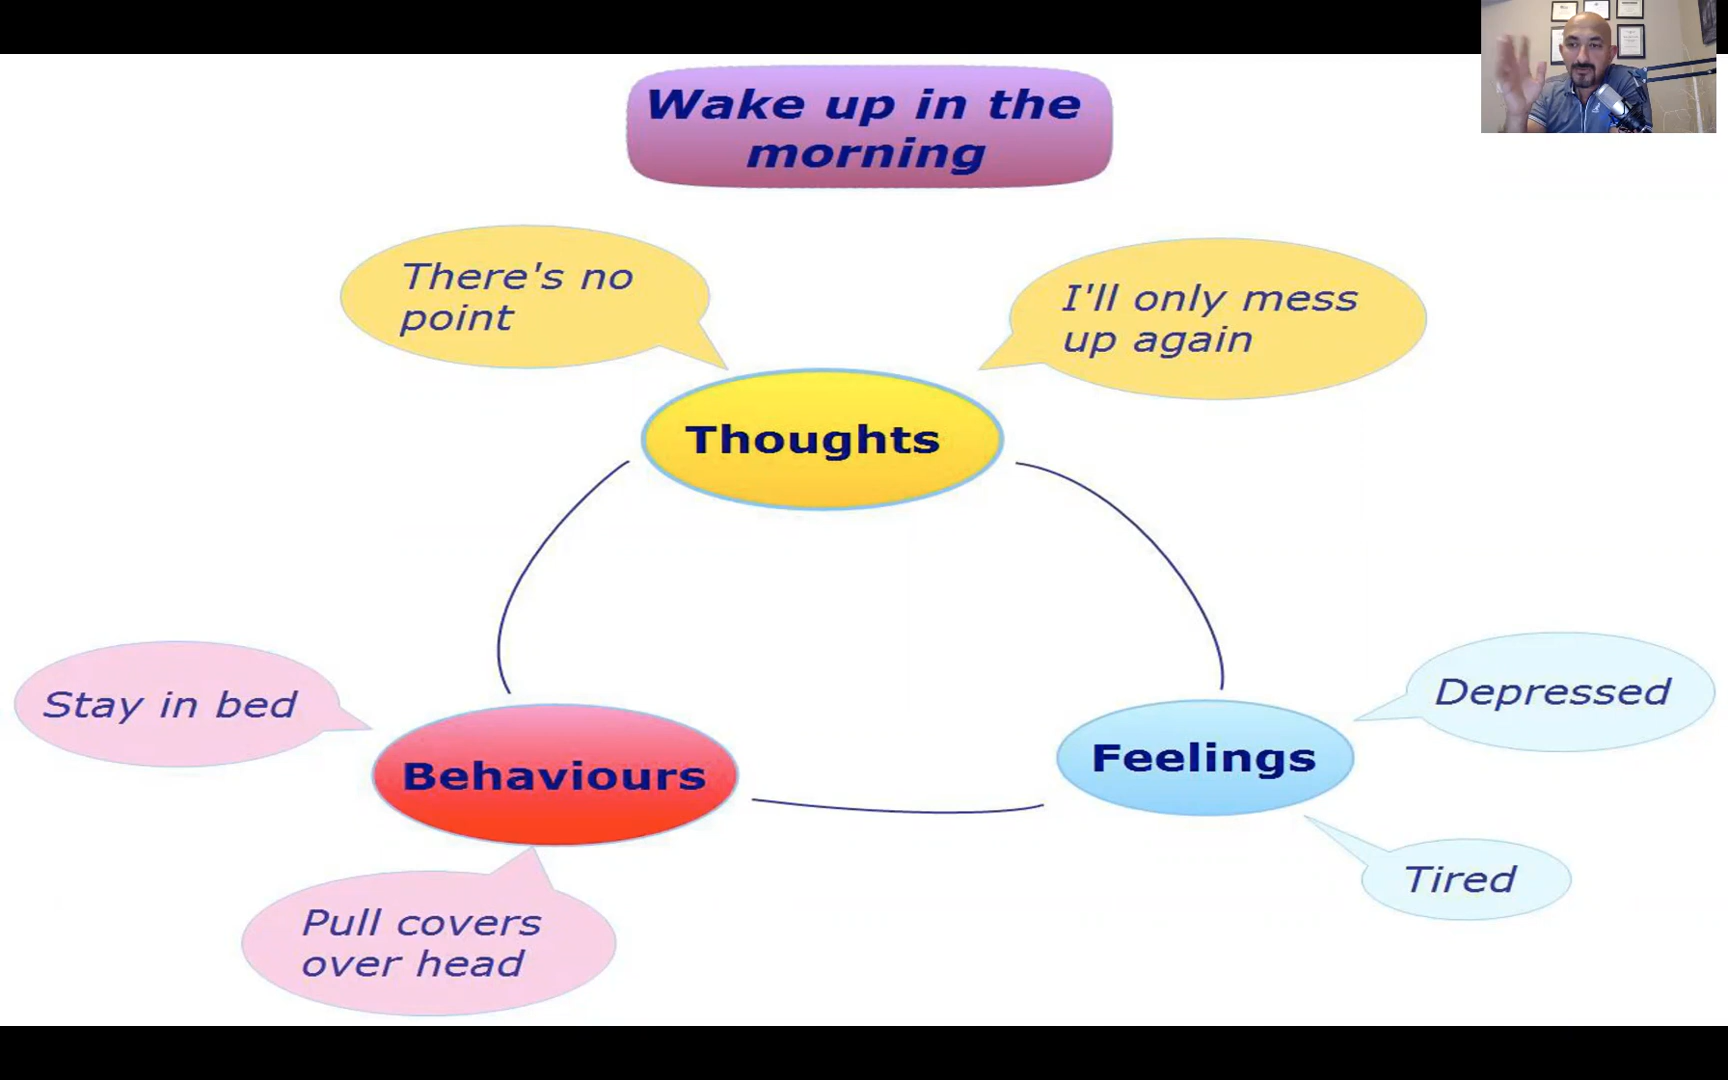 Wake up in the
morning
There's no
point
I'll only mess
up again
Thoughts
Stay in bed
Depressed
Behaviours
Feelings
Tired
Pull covers
over head